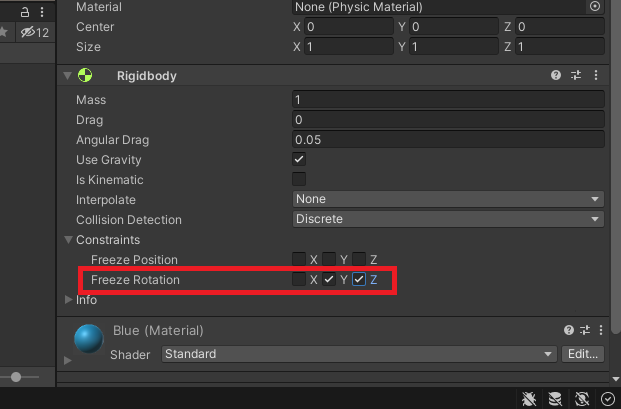 Material None (Physic Material)
12
Center X 0 Y 0 Z 0
Size X 1 Y 1 Z 1
Rigidbody
Mass 1
Drag 0
Angular Drag 0.05
Use Gravity
Is Kinematic
Interpolate None
Collision Detection Discrete
Constraints
Freeze Position X Y Z
Freeze Rotation X Y Z
Info
Blue (Material)
Shader Standard Edit...